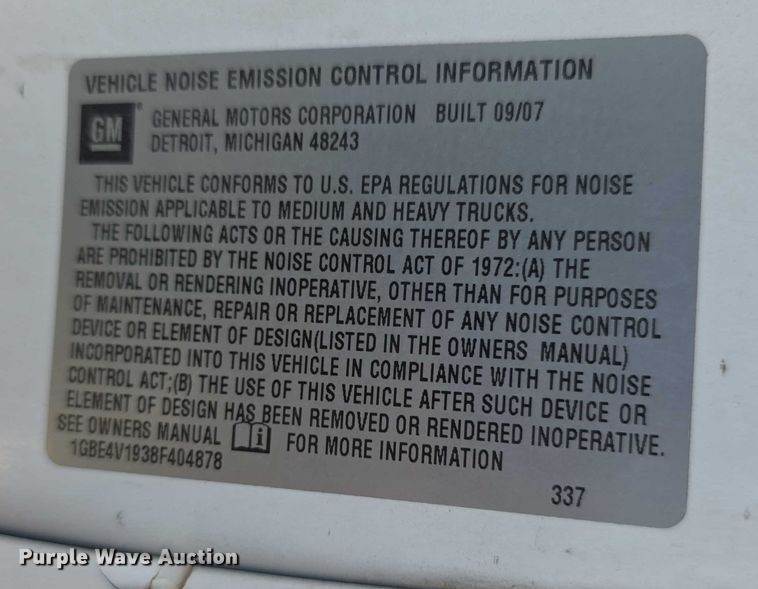 VEHICLE NOISE EMISSION CONTROL INFORMATION
GM
GENERAL MOTORS CORPORATION BUILT 09/07
DETROIT, MICHIGAN 48243
THIS VEHICLE CONFORMS TO U.S. EPA REGULATIONS FOR NOISE
EMISSION APPLICABLE TO MEDIUM AND HEAVY TRUCKS.
THE FOLLOWING ACTS OR THE CAUSING THEREOF BY ANY PERSON
ARE PROHIBITED BY THE NOISE CONTROL ACT OF 1972:(A) THE
REMOVAL OR RENDERING INOPERATIVE, OTHER THAN FOR PURPOSES
OF MAINTENANCE, REPAIR OR REPLACEMENT OF ANY NOISE CONTROL
DEVICE OR ELEMENT OF DESIGN(LISTED IN THE OWNERS MANUAL)
INCORPORATED INTO THIS VEHICLE IN COMPLIANCE WITH THE NOISE
CONTROL ACT;(B) THE USE OF THIS VEHICLE AFTER SUCH DEVICE OR
ELEMENT OF DESIGN HAS BEEN REMOVED OR RENDERED INOPERATIVE.
SEE OWNERS MANUAL i FOR MORE INFORMATION
1GBE4V1938F404878
337
Purple Wave Auction